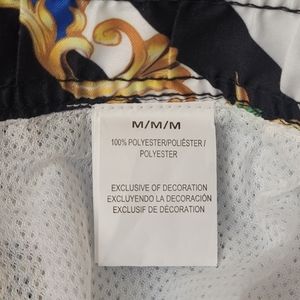 M/M/M
100% POLYESTER/POLIÉSTER/
POLYESTER
EXCLUSIVE OF DECORATION
EXCLUYENDO LA DECORACIÓN
EXCLUSIF DE DÉCORATION